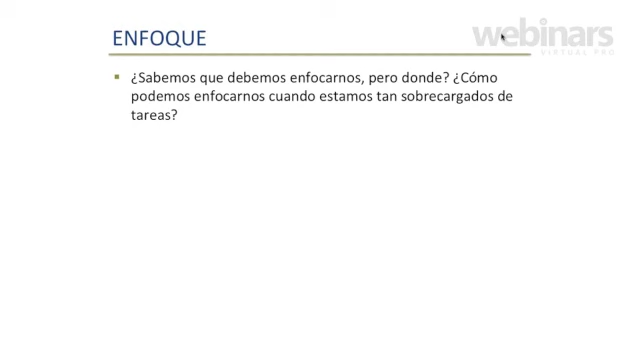 webinars
VIRTUAL PRO
ENFOQUE
¿Sabemos que debemos enfocarnos, pero donde? ¿Cómo
podemos enfocarnos cuando estamos tan sobrecargados de
tareas?